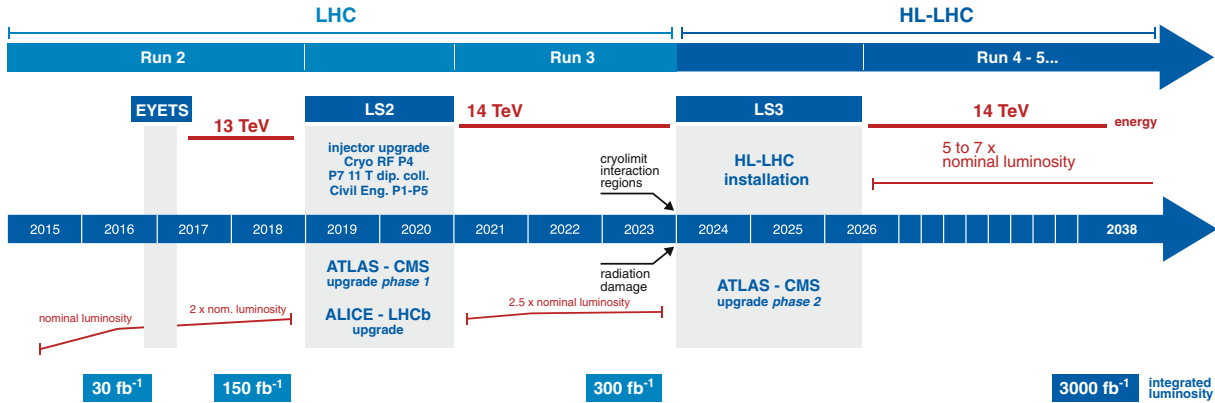 LHC
HL-LHC
Run 2
Run 3
Run 4 - 5...
EYETS
13 TeV
LS2
14 TeV
LS3
14 TeV
energy
injector upgrade
Cryo RF P4
P7 11 T dip. coll.
Civil Eng. P1-P5
cryolimit
interaction
regions
HL-LHC
installation
5 to 7 x
nominal luminosity
2015
2016
2017
2018
2019
2020
2021
2022
2023
2024
2025
2026
2038
ATLAS - CMS
upgrade phase 1
ALICE - LHCb
upgrade
radiation
damage
ATLAS - CMS
upgrade phase 2
nominal luminosity
2 x nom. luminosity
2.5 x nominal luminosity
30 fb⁻¹
150 fb⁻¹
300 fb⁻¹
3000 fb⁻¹
integrated
luminosity